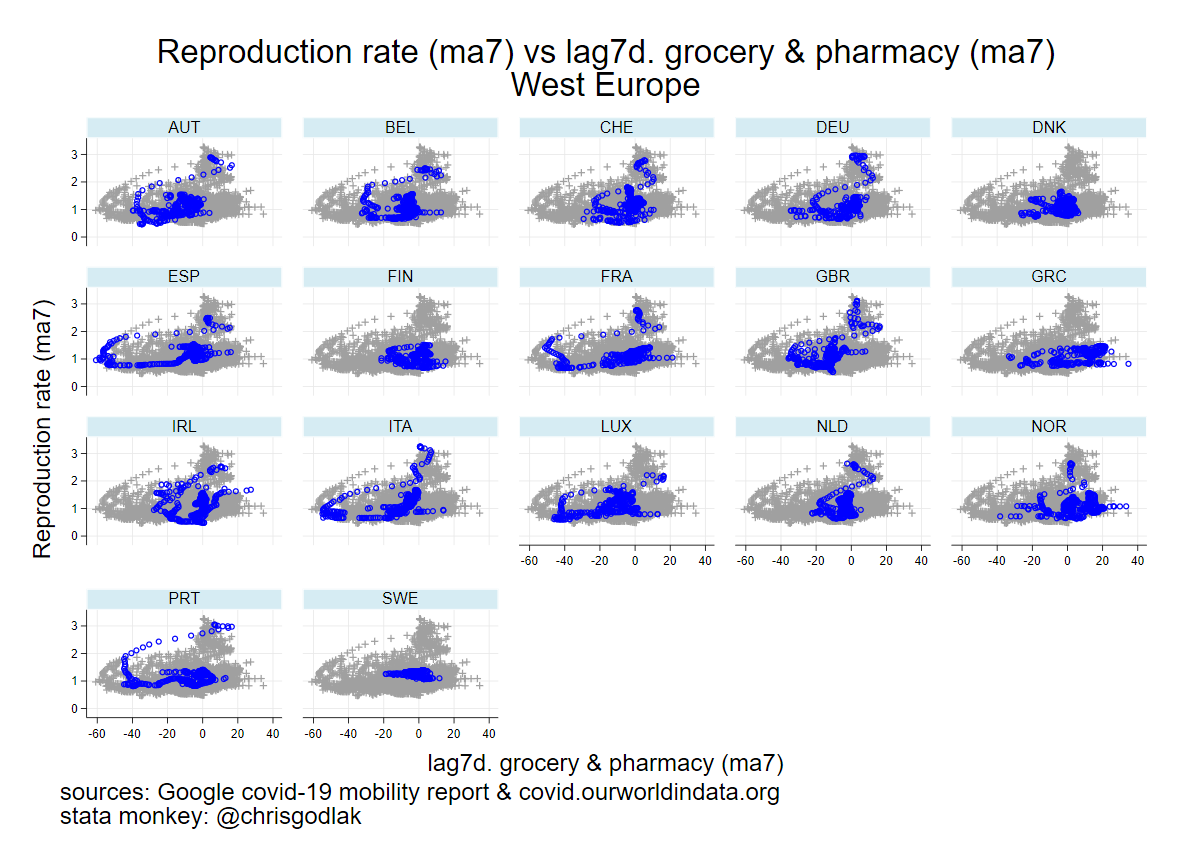 Reproduction rate (ma7) vs lag7d. grocery & pharmacy (ma7)
West Europe
AUT BEL CHE DEU DNK
3
2
1
0
ESP FIN FRA GBR GRC
3
2
1
0
IRL ITA LUX NLD NOR
3
2
1
0
-60 -40 -20 0 20 40 -60 -40 -20 0 20 40 -60 -40 -20 0 20 40
PRT SWE
3
2
1
0
-60 -40 -20 0 20 40 -60 -40 -20 0 20 40
Reproduction rate (ma7)
lag7d. grocery & pharmacy (ma7)
sources: Google covid-19 mobility report & covid.ourworldindata.org
stata monkey: @chrisgodlak